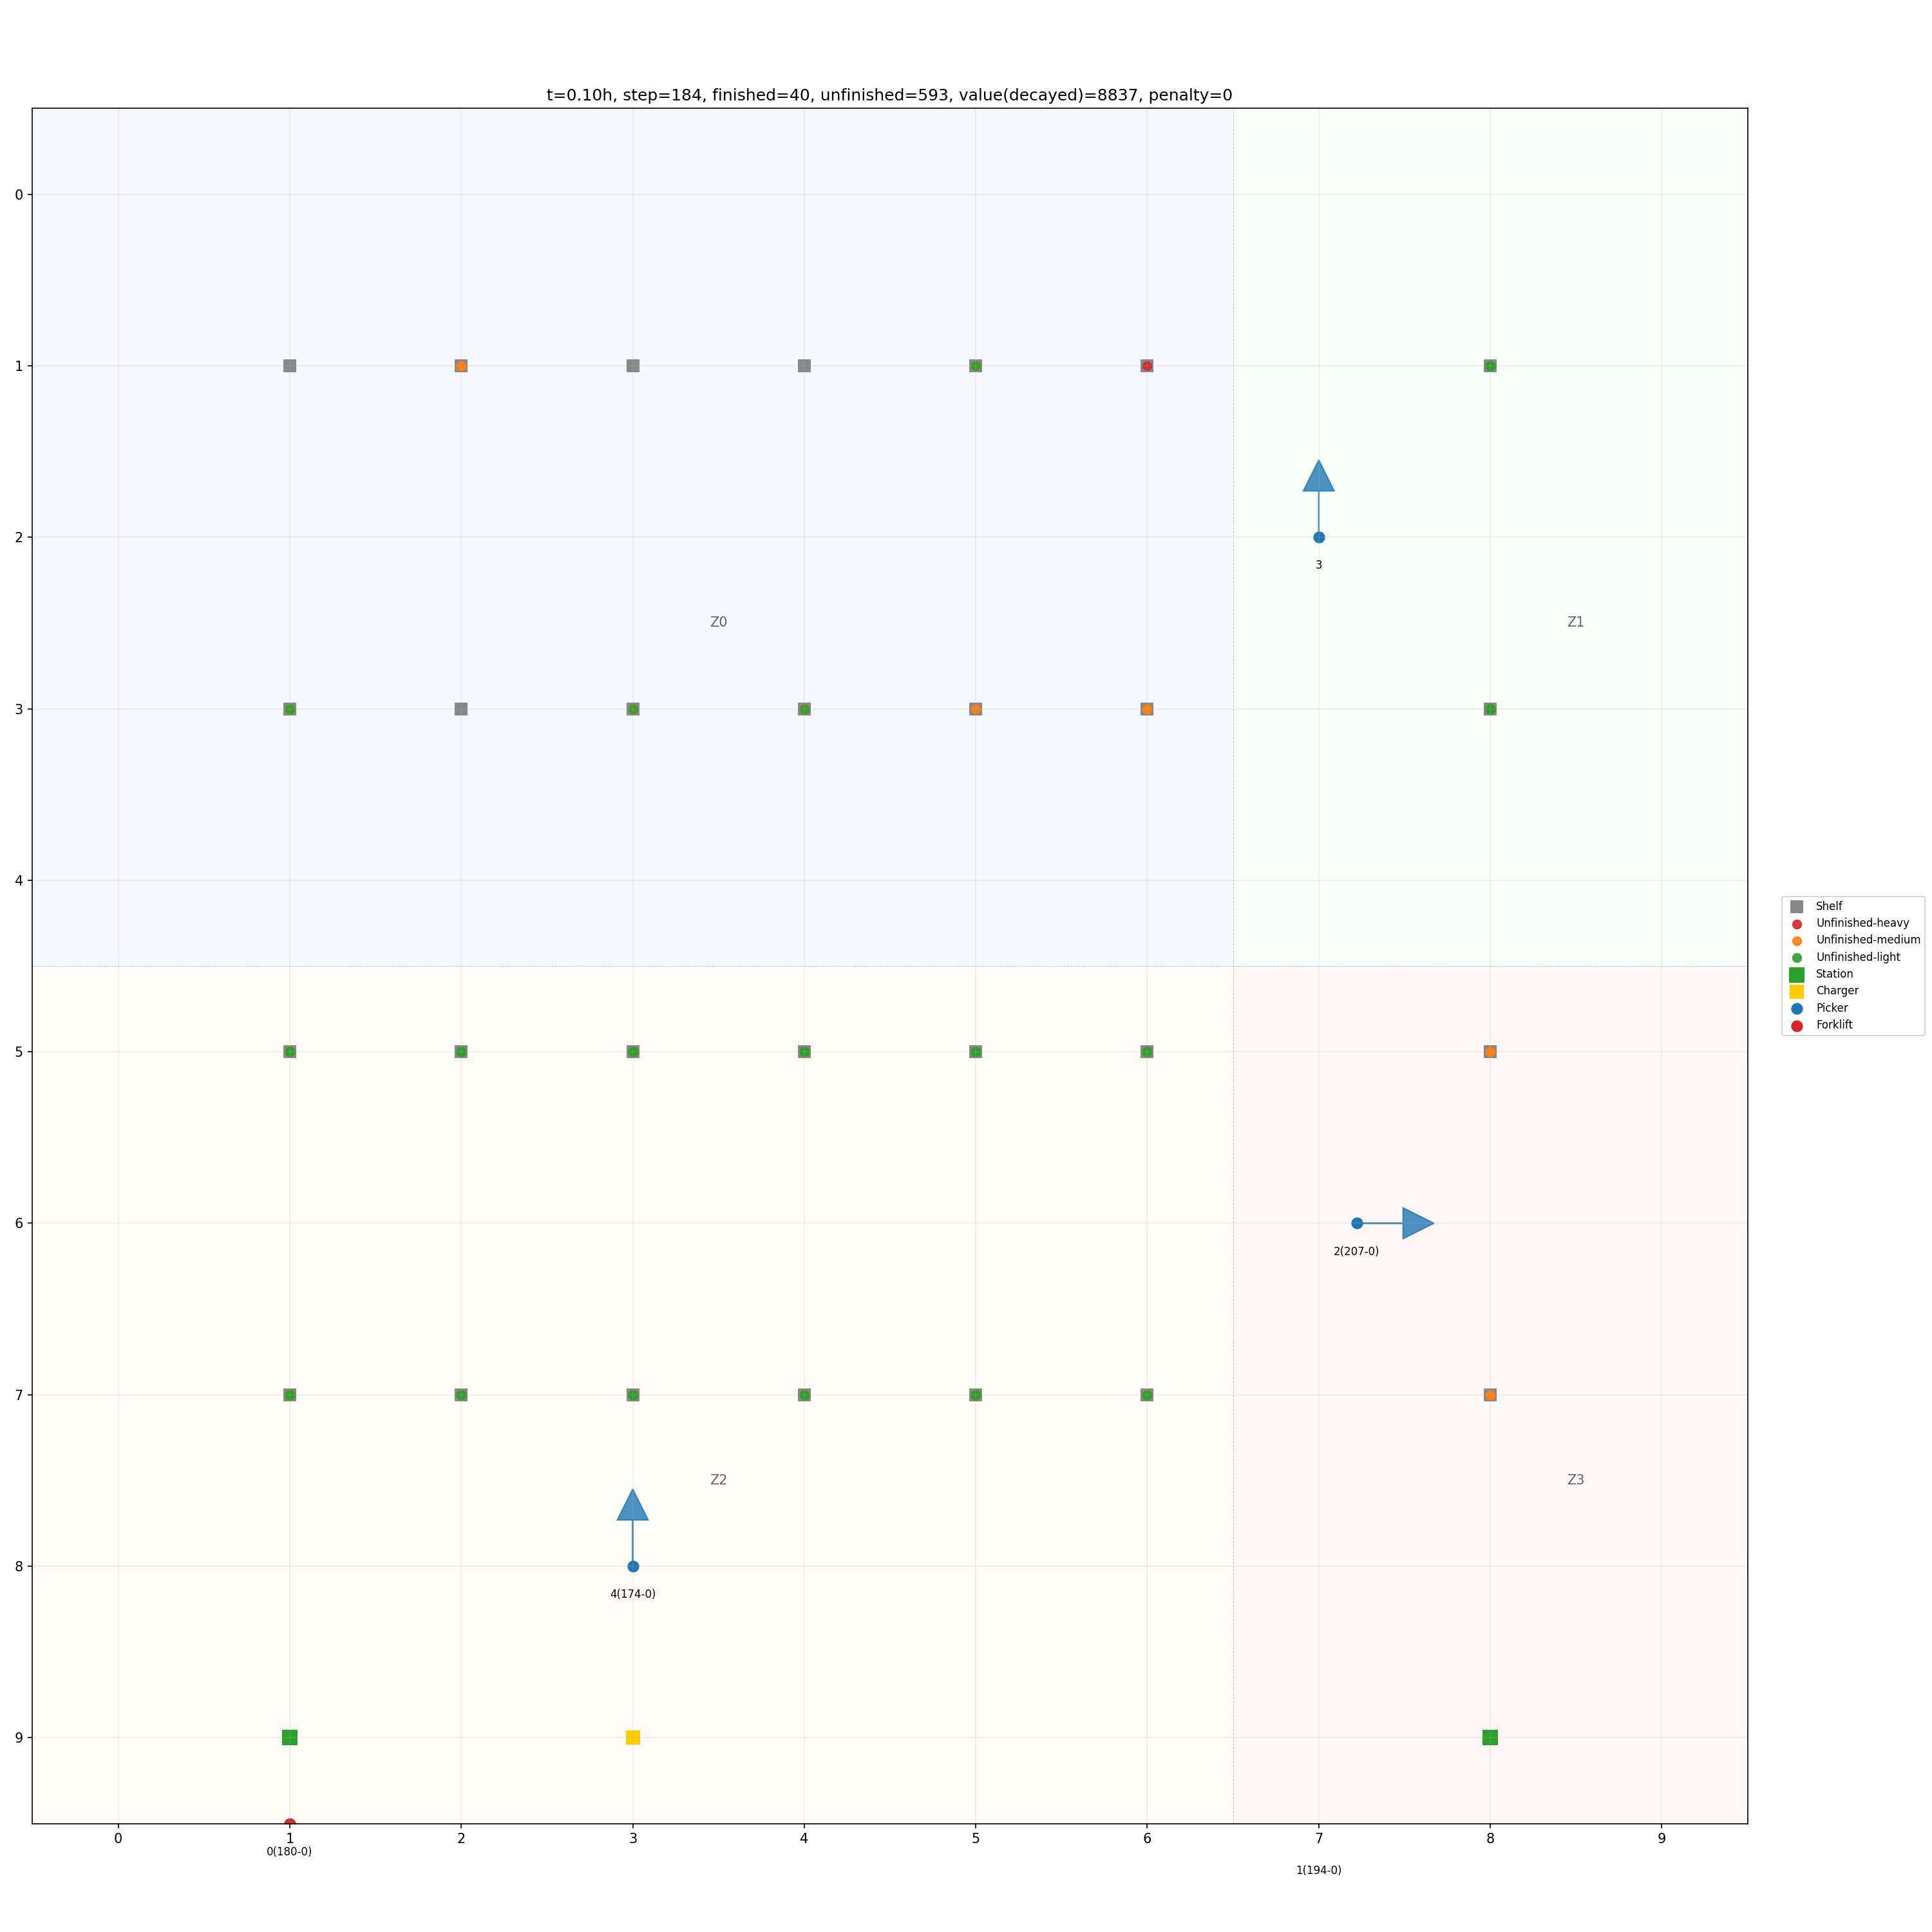 t=0.10h, step=184, finished=40, unfinished=593, value(decayed)=8837, penalty=0
0
1
2
3
Z0
Z1
3
4
Shelf
Unfinished-heavy
Unfinished-medium
Unfinished-light
Station
Charger
Picker
Forklift
5
6
2(207-0)
7
Z2
Z3
8
4(174-0)
9
0 1 2 3 4 5 6 7 8 9
0(180-0)
1(194-0)